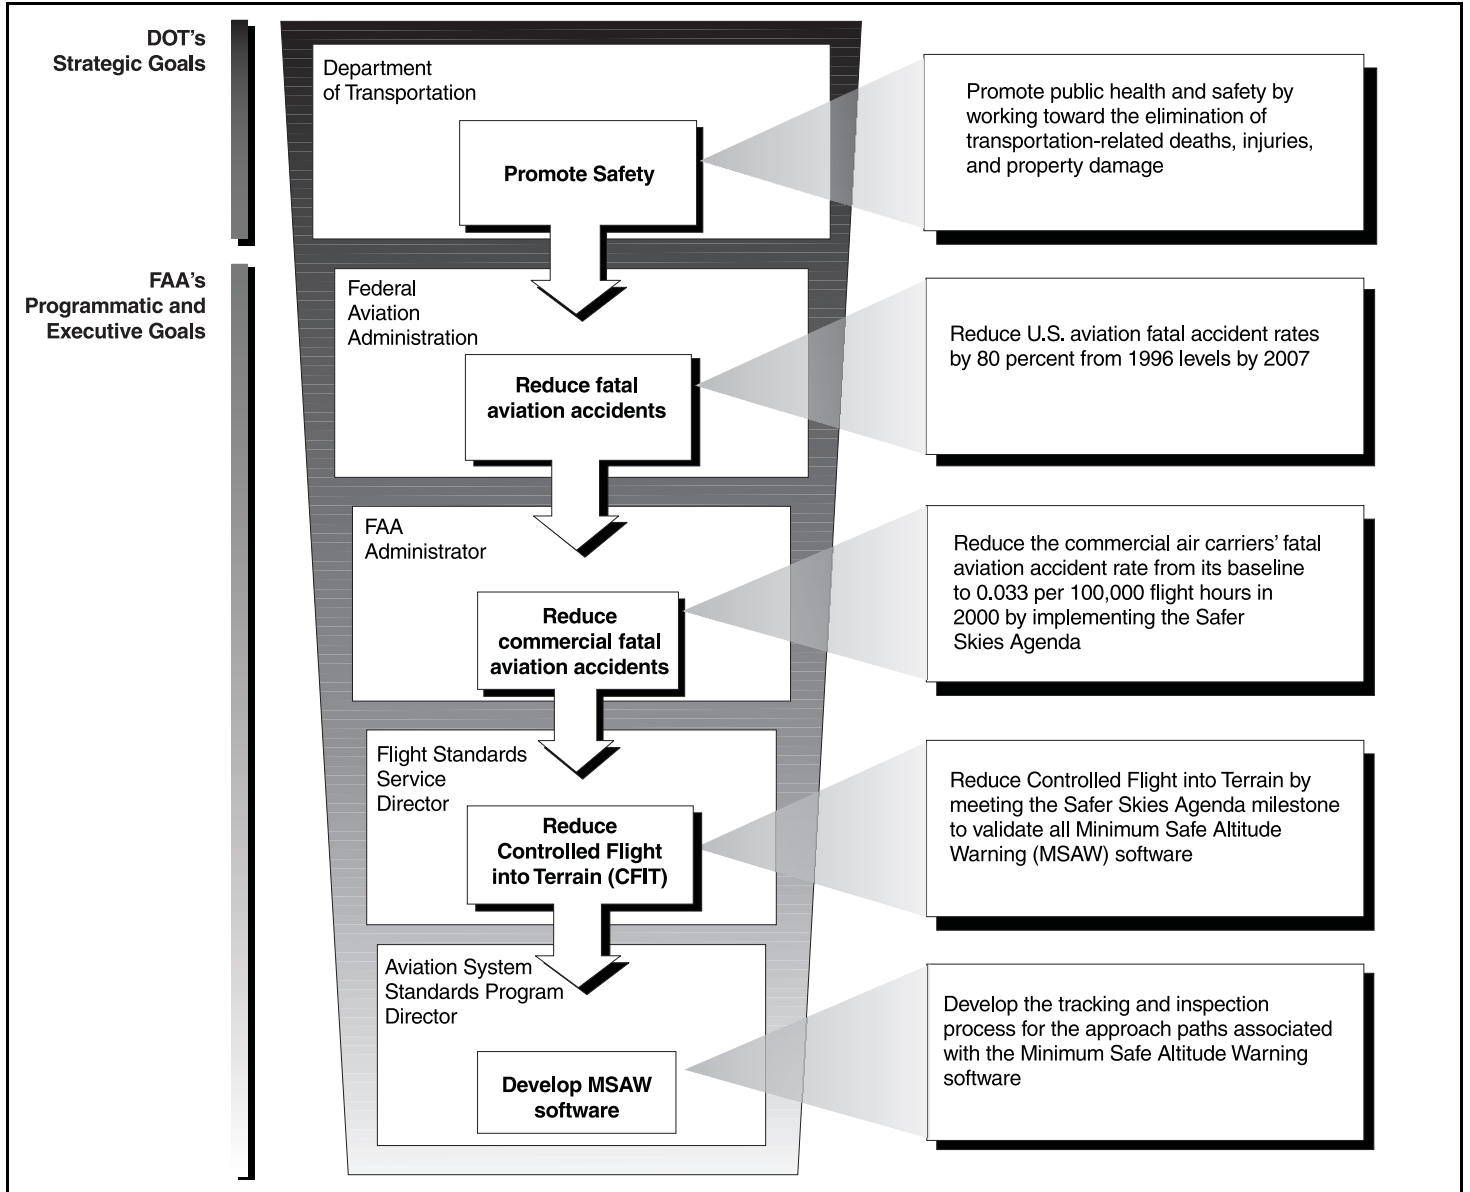 DOT's
Strategic Goals
Department
of Transportation
Promote Safety
Promote public health and safety by
working toward the elimination of
transportation-related deaths, injuries,
and property damage
FAA's
Programmatic and
Executive Goals
Federal
Aviation
Administration
Reduce fatal
aviation accidents
Reduce U.S. aviation fatal accident rates
by 80 percent from 1996 levels by 2007
FAA
Administrator
Reduce
commercial fatal
aviation accidents
Reduce the commercial air carriers' fatal
aviation accident rate from its baseline
to 0.033 per 100,000 flight hours in
2000 by implementing the Safer
Skies Agenda
Flight Standards
Service
Director
Reduce
Controlled Flight
into Terrain (CFIT)
Reduce Controlled Flight into Terrain by
meeting the Safer Skies Agenda milestone
to validate all Minimum Safe Altitude
Warning (MSAW) software
Aviation System
Standards Program
Director
Develop MSAW
software
Develop the tracking and inspection
process for the approach paths associated
with the Minimum Safe Altitude Warning
software